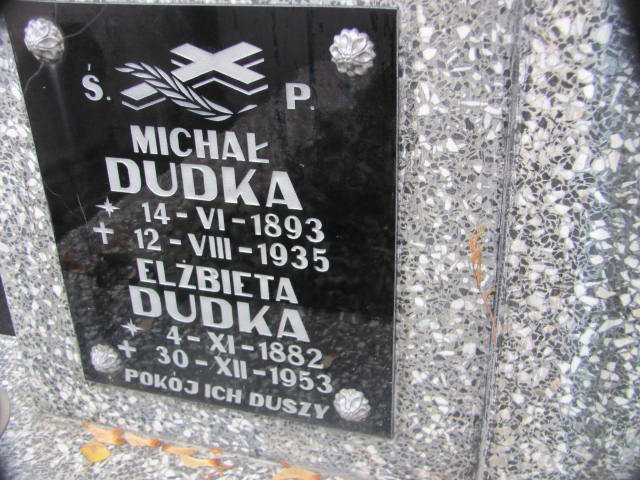 Ś. P.
MICHAŁ
DUDKA
14-VI-1893
12-VIII-1935
ELŻBIETA
DUDKA
4-XI-1882
30-XII-1953
POKÓJ ICH DUSZY